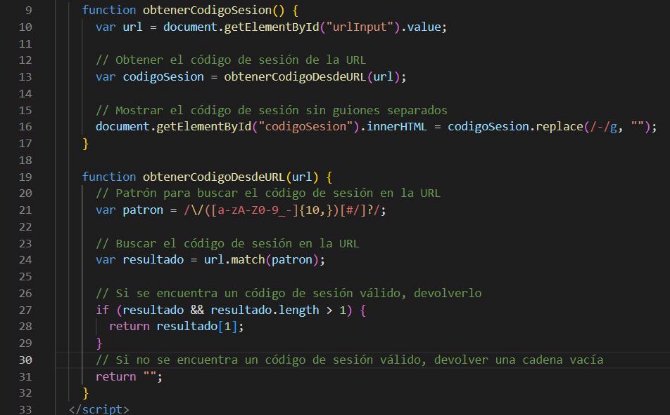 9 function obtenerCodigoSesion() {
10 var url = document.getElementById("urlInput").value;
11
12 // Obtener el código de sesión de la URL
13 var codigoSesion = obtenerCodigoDesdeURL(url);
14
15 // Mostrar el código de sesión sin guiones separados
16 document.getElementById("codigoSesion").innerHTML = codigoSesion.replace(/-/g, "");
17 }
18
19 function obtenerCodigoDesdeURL(url) {
20 // Patrón para buscar el código de sesión en la URL
21 var patron = /\/([a-zA-Z0-9_-]{10,})[#/]?/;
22
23 // Buscar el código de sesión en la URL
24 var resultado = url.match(patron);
25
26 // Si se encuentra un código de sesión válido, devolverlo
27 if (resultado && resultado.length > 1) {
28 return resultado[1];
29 }
30 // Si no se encuentra un código de sesión válido, devolver una cadena vacía
31 return "";
32 }
33 </script>